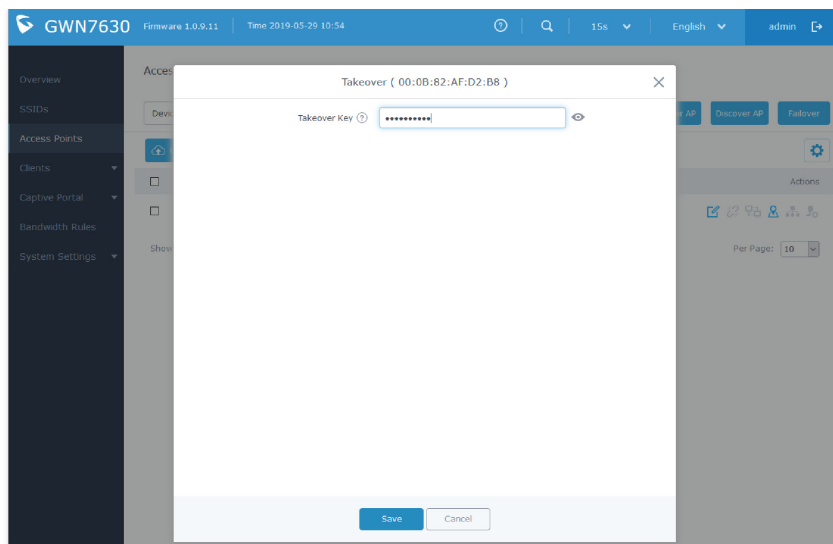 GWN7630 Firmware 1.0.9.11 Time 2019-05-29 10:54 15s English admin
Overview
SSIDs
Access Points
Clients
Captive Portal
Bandwidth Rules
System Settings
Acces
Takeover ( 00:0B:82:AF:D2:B8 )
Takeover Key ••••••••••
Devic
r AP Discover AP Failover
Actions
Show
Per Page: 10
Save Cancel